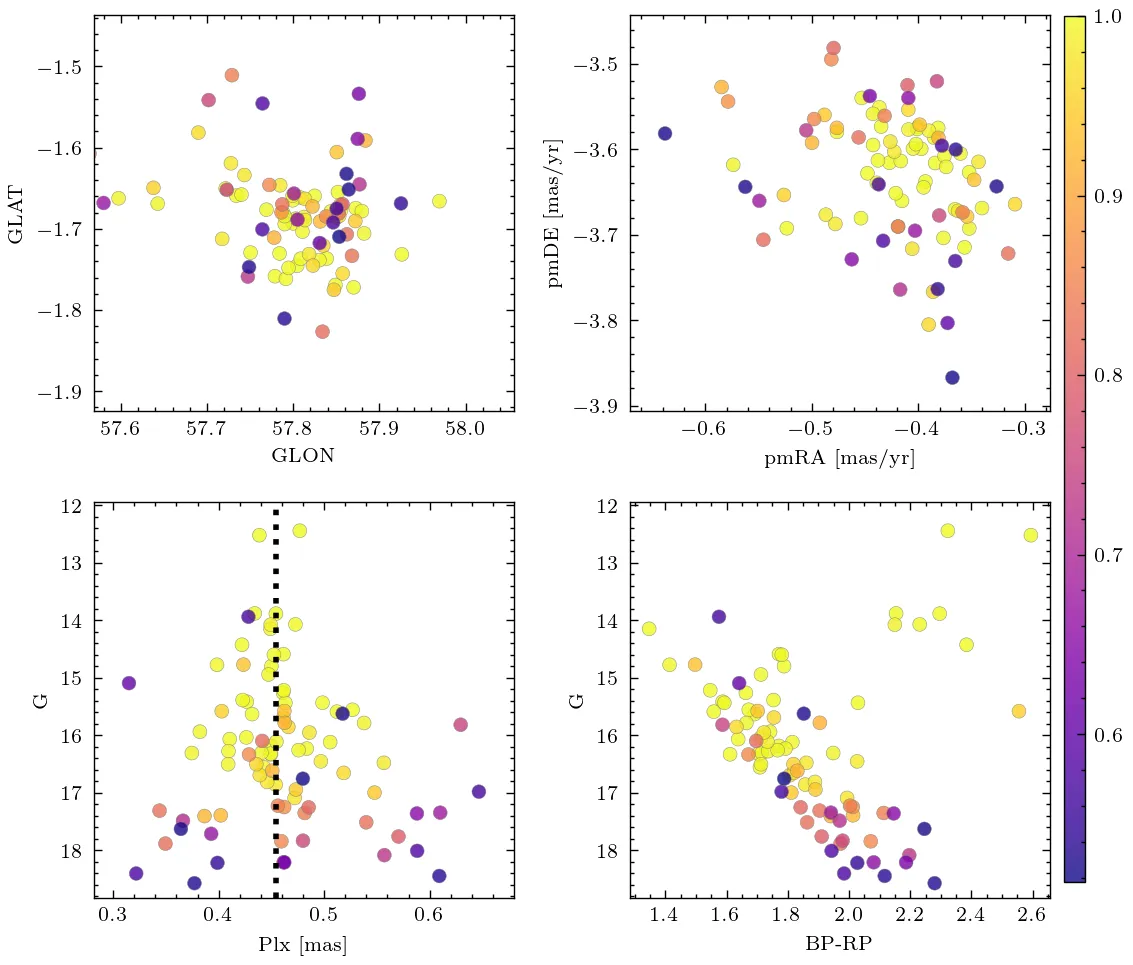 −1.5
−1.6
−1.7
−1.8
−1.9
GLAT
57.6 57.7 57.8 57.9 58.0
GLON
−3.5
−3.6
−3.7
−3.8
−3.9
pmDE [mas/yr]
−0.6 −0.5 −0.4 −0.3
pmRA [mas/yr]
1.0
0.9
0.8
0.7
0.6
12
13
14
15
16
17
18
G
0.3 0.4 0.5 0.6
Plx [mas]
12
13
14
15
16
17
18
G
1.4 1.6 1.8 2.0 2.2 2.4 2.6
BP-RP